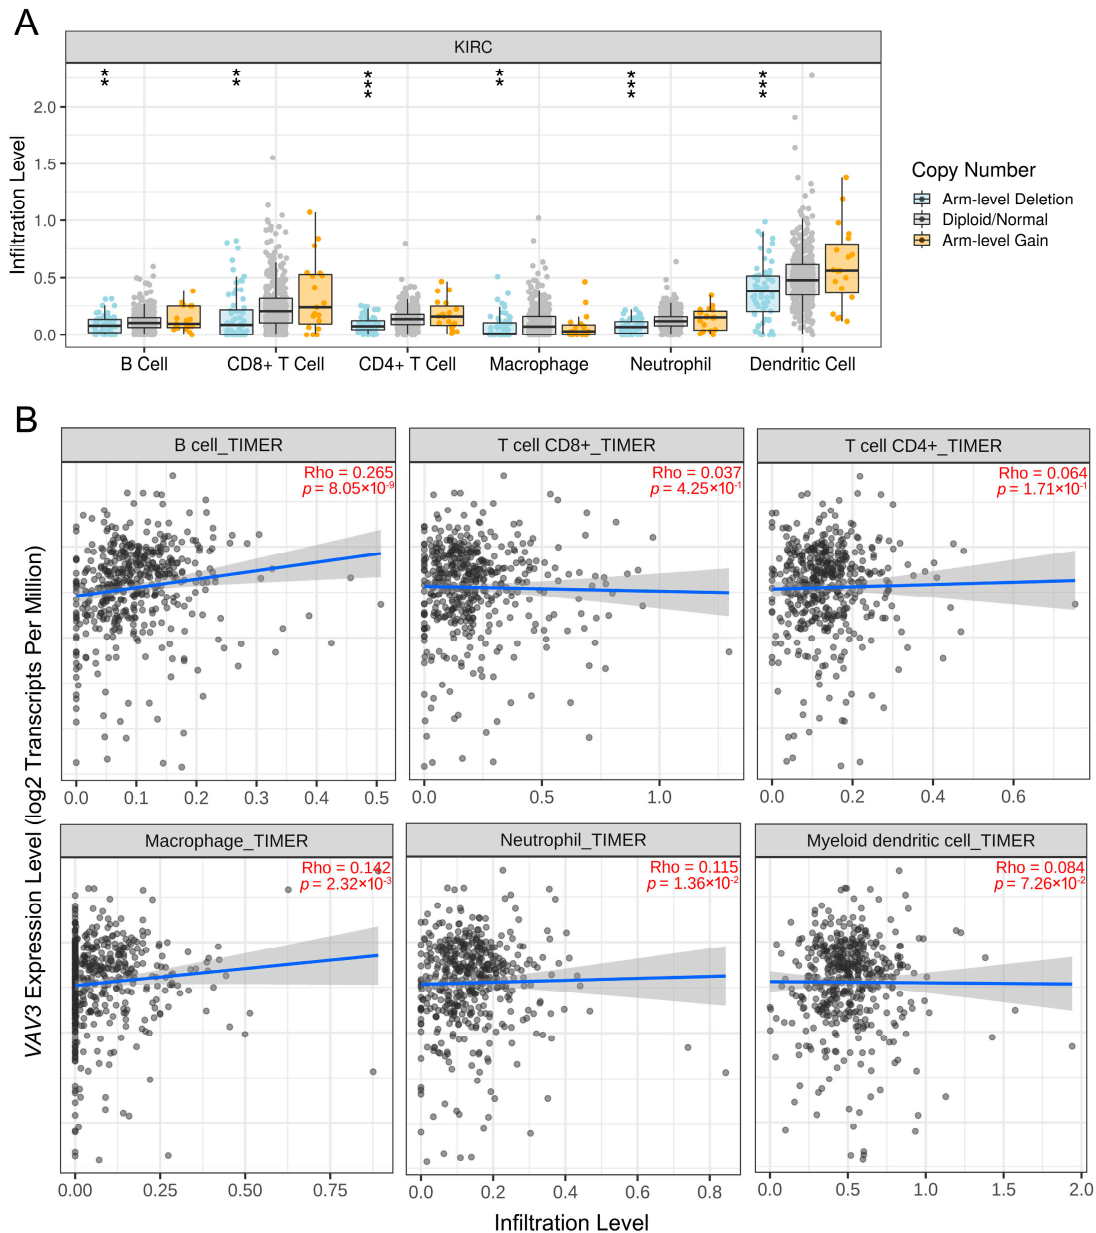 A
KIRC
** ** *** ** *** ***
Infiltration Level
2.0
1.5
1.0
0.5
0.0
B Cell CD8+ T Cell CD4+ T Cell Macrophage Neutrophil Dendritic Cell
Copy Number
Arm-level Deletion
Diploid/Normal
Arm-level Gain
B
VAV3 Expression Level (log2 Transcripts Per Million)
B cell_TIMER
Rho = 0.265
p = 8.05×10-9
0.0 0.1 0.2 0.3 0.4 0.5
T cell CD8+_TIMER
Rho = 0.037
p = 4.25×10-1
0.0 0.5 1.0
T cell CD4+_TIMER
Rho = 0.064
p = 1.71×10-1
0.0 0.2 0.4 0.6
Macrophage_TIMER
Rho = 0.142
p = 2.32×10-3
0.00 0.25 0.50 0.75
Neutrophil_TIMER
Rho = 0.115
p = 1.36×10-2
0.0 0.2 0.4 0.6 0.8
Myeloid dendritic cell_TIMER
Rho = 0.084
p = 7.26×10-2
0.0 0.5 1.0 1.5 2.0
Infiltration Level